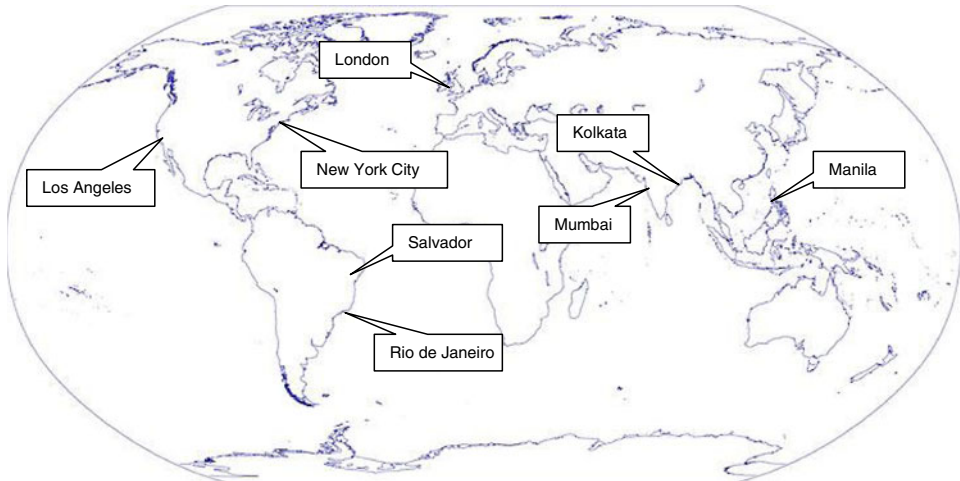 London
Kolkata
New York City
Manila
Los Angeles
Mumbai
Salvador
Rio de Janeiro